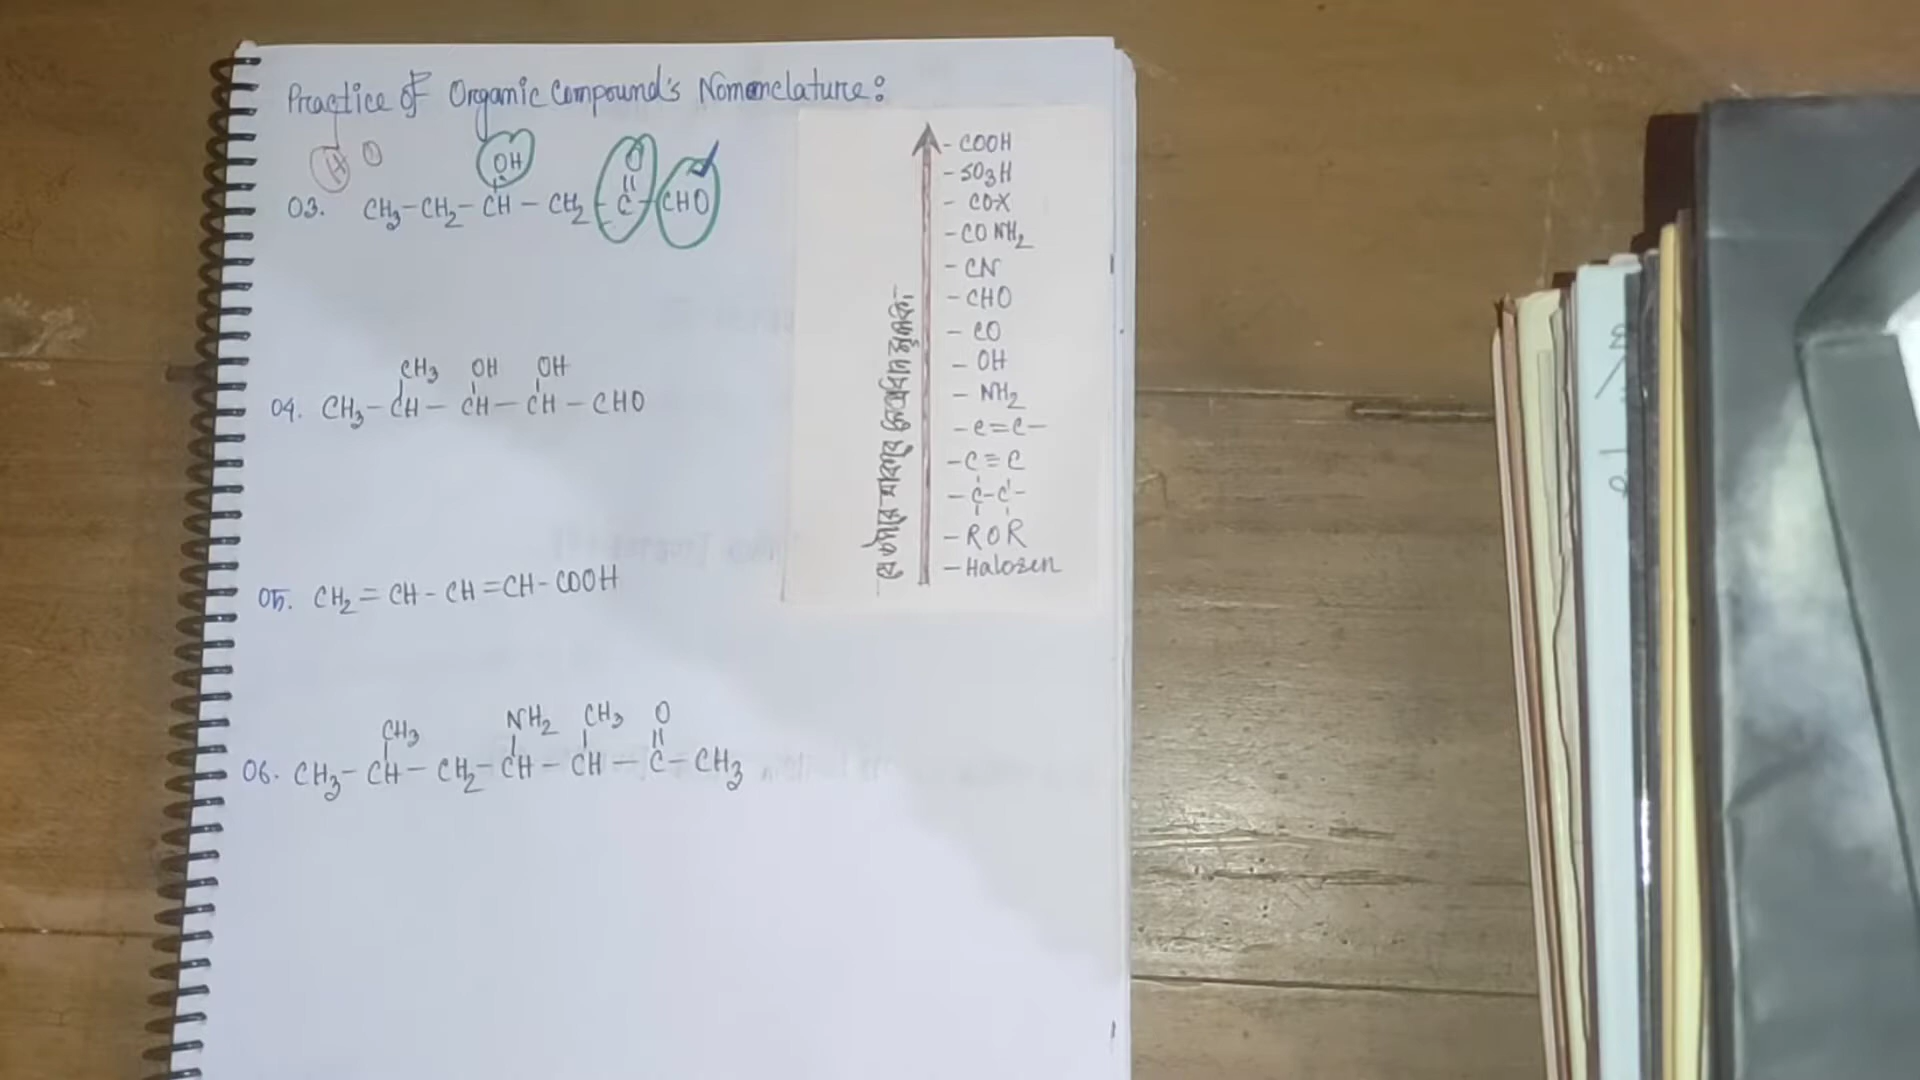 Practice of Organic Compound's Nomenclature:
H O
OH O
03. CH₃-CH₂-CH-CH₂-C-CHO
CH₃ OH OH
04. CH₃-CH-CH-CH-CHO
05. CH₂=CH-CH=CH-COOH
CH₃ NH₂ CH₃ O
06. CH₃-CH-CH₂-CH-CH-C-CH₃
-COOH
-SO₃H
-COX
-CONH₂
-CN
-CHO
-CO
-OH
-NH₂
-C=C-
-C≡C
-C-C-
-ROR
-Halogen